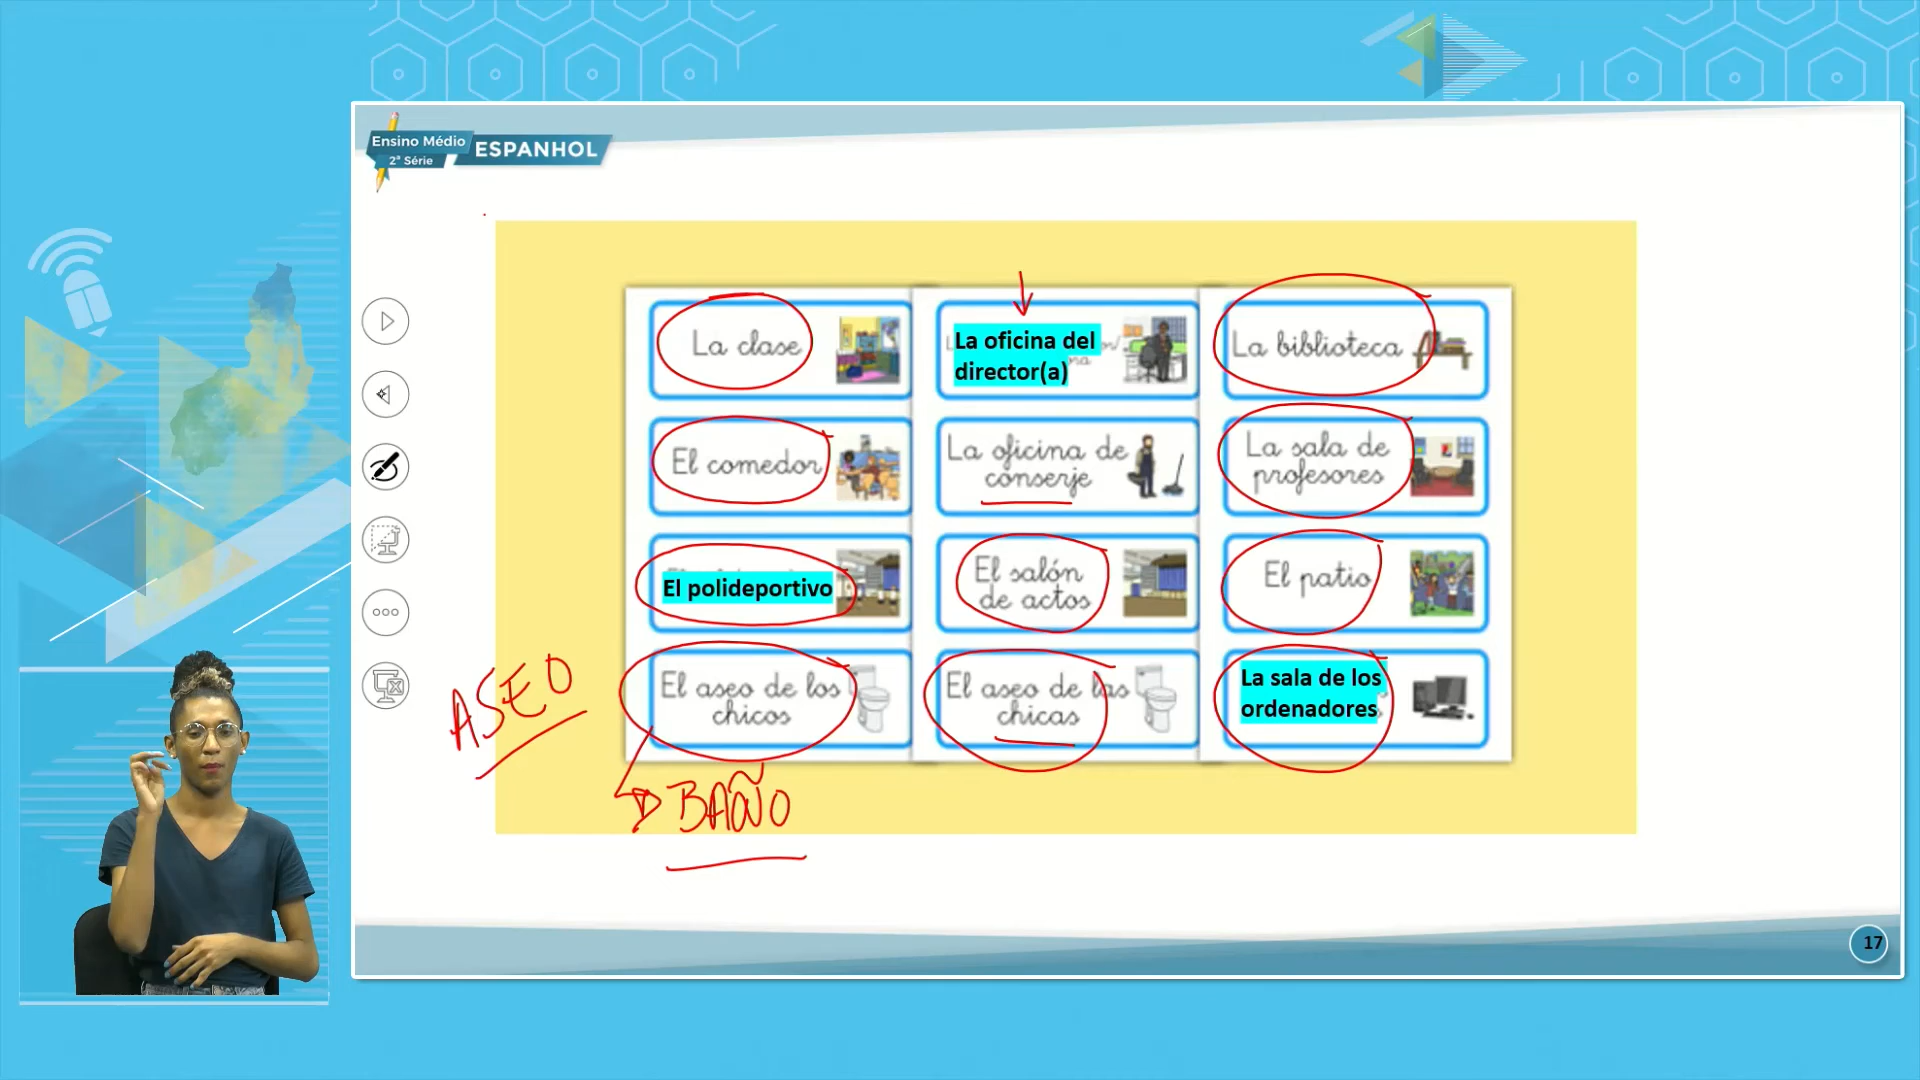 Ensino Médio
2ª Série
ESPANHOL
La clase
La oficina del
director(a)
La biblioteca
El comedor
La oficina de
conserje
La sala de
profesores
El polideportivo
El salón
de actos
El patio
El aseo de los
chicos
El aseo de las
chicas
La sala de los
ordenadores
ASEO
BAÑO
17